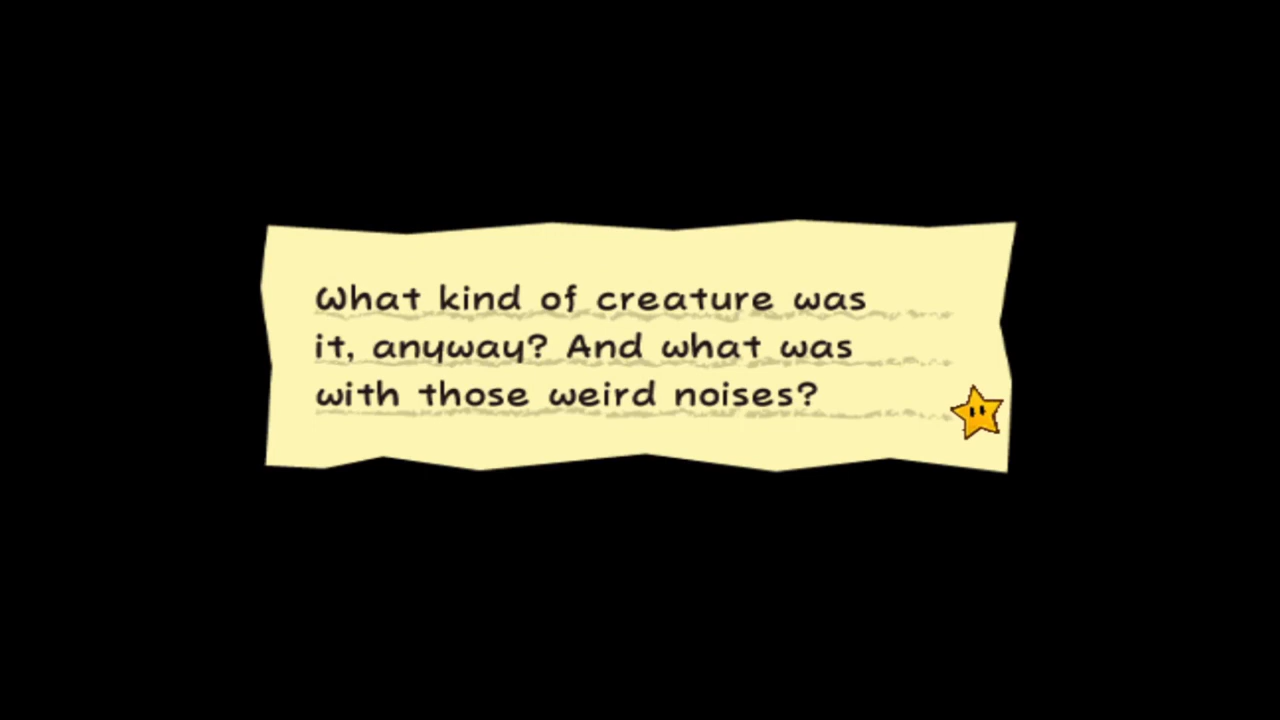 What kind of creature was
it, anyway? And what was
with those weird noises?